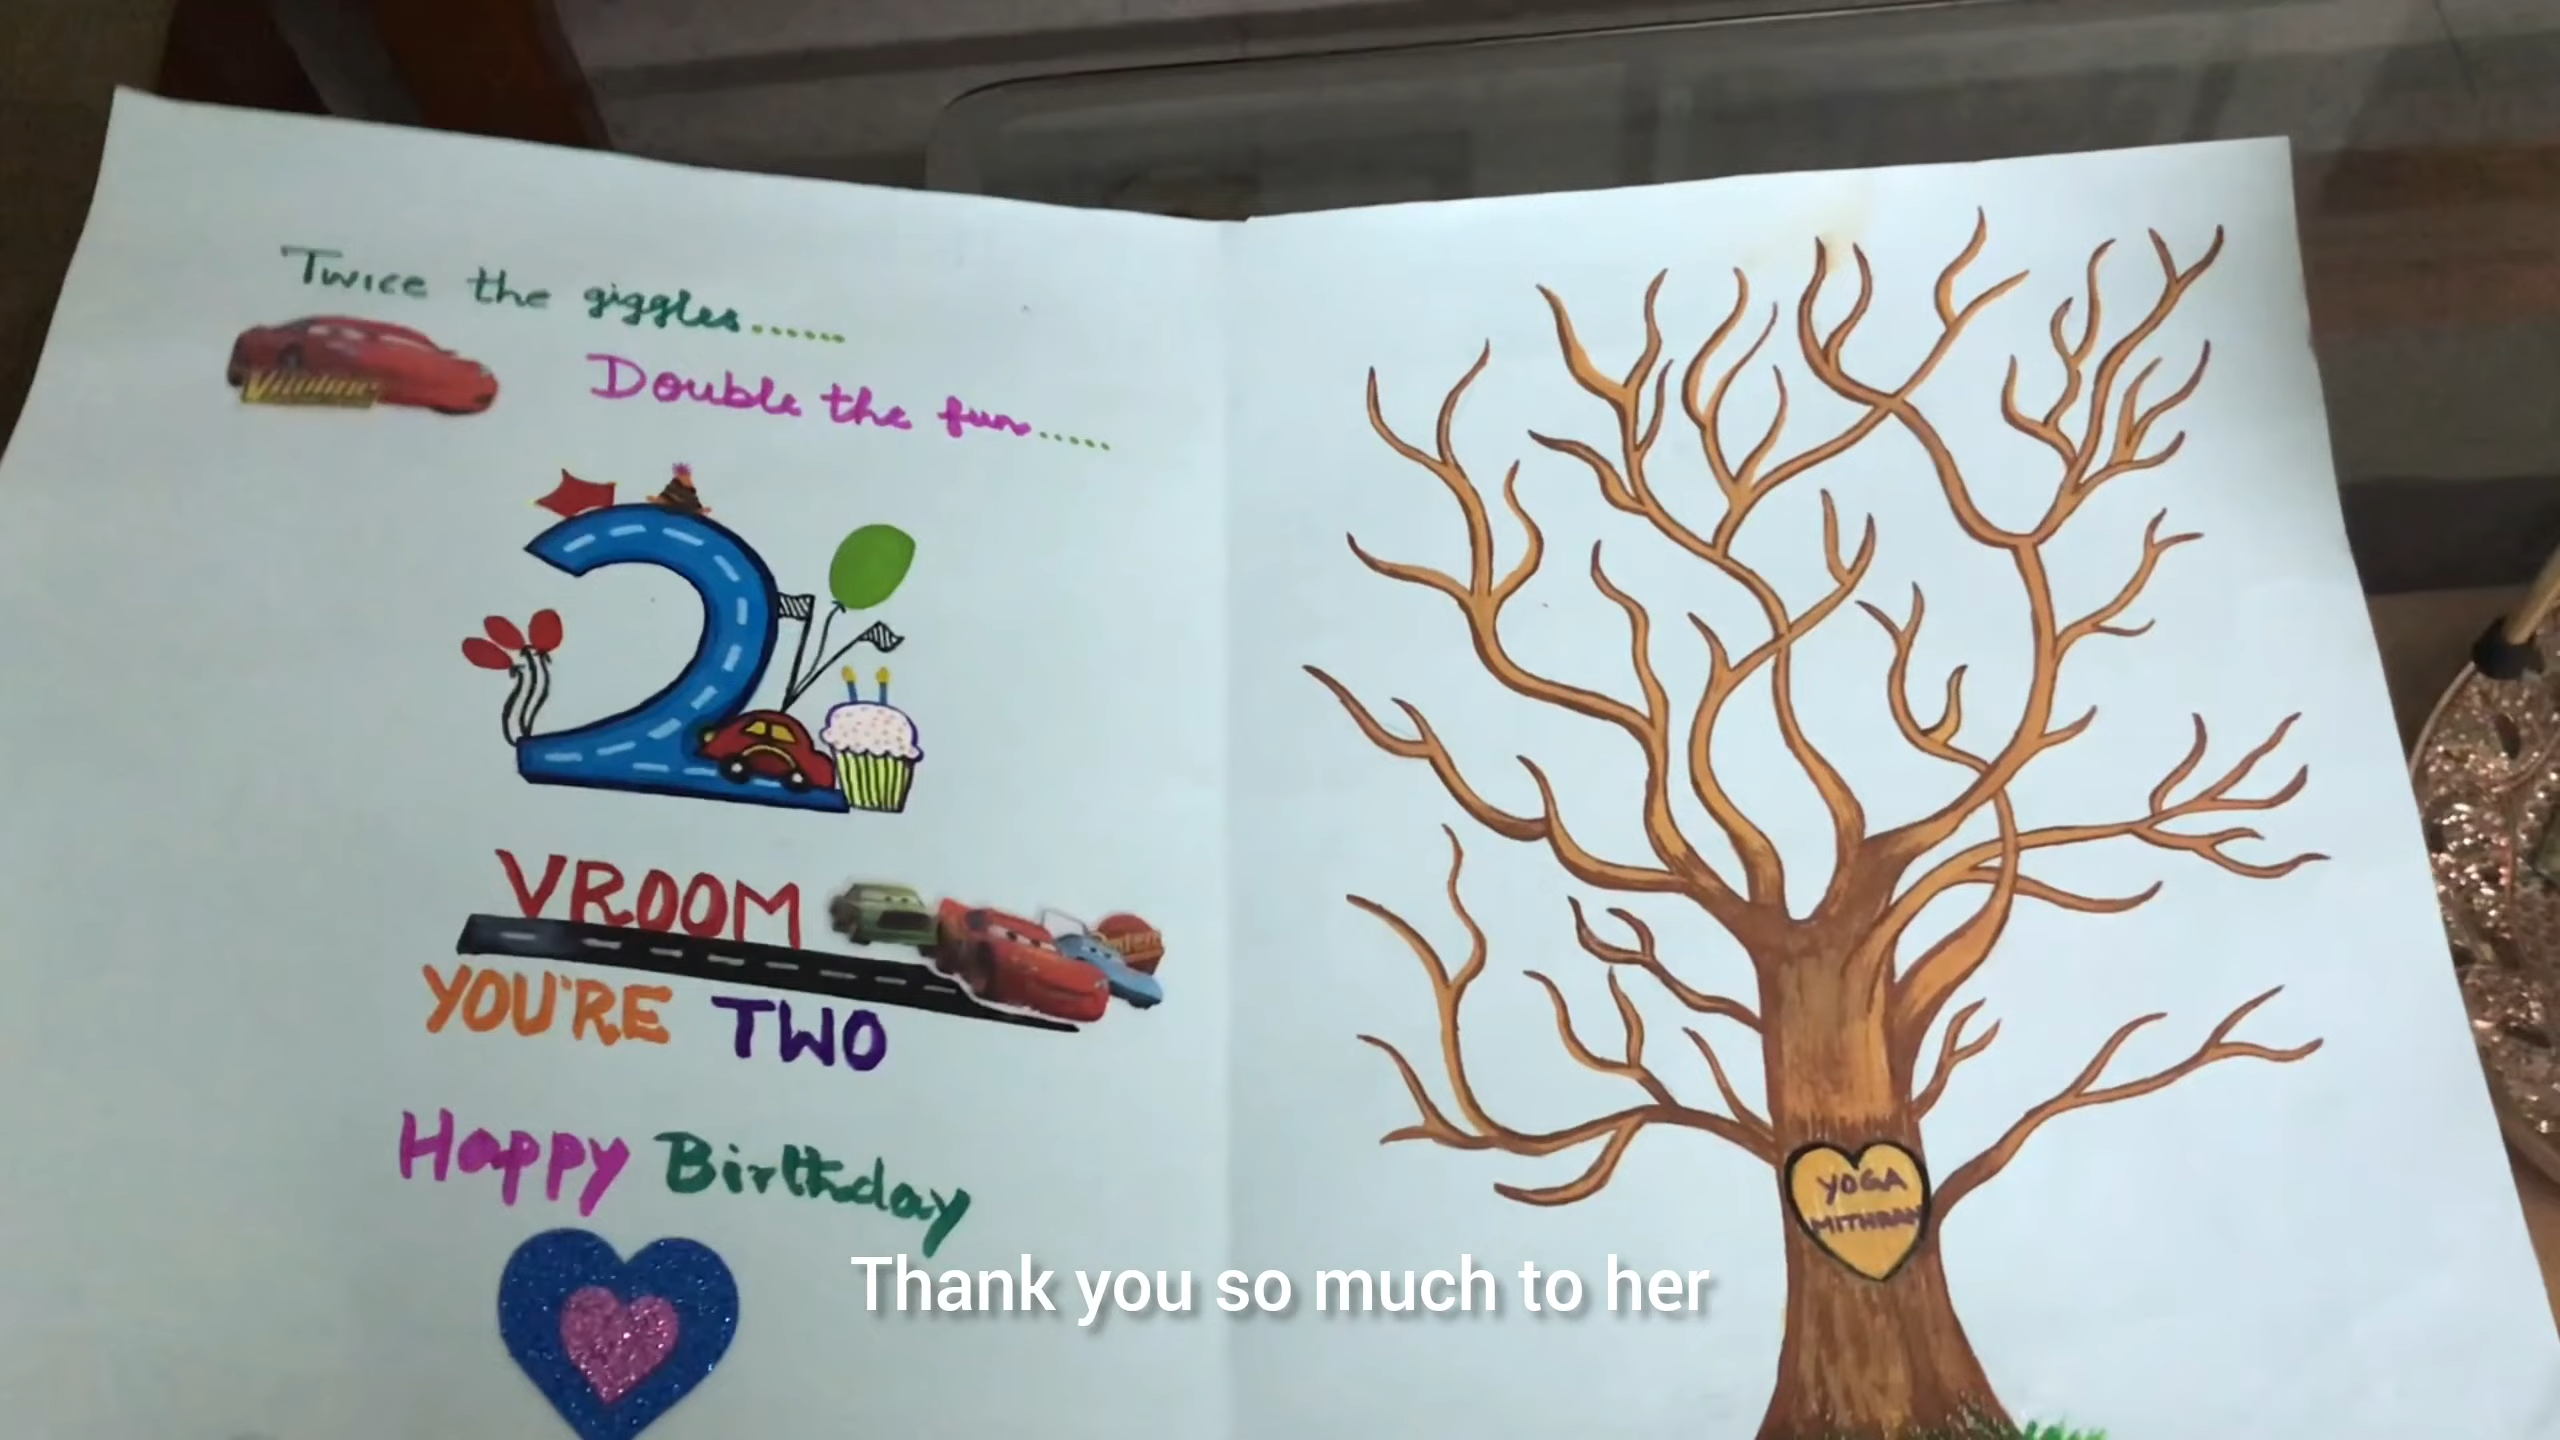 Twice the giggles......
Double the fun.....
VROOM
YOU'RE TWO
Happy Birthday
YOGA
MITHRAN
Thank you so much to her